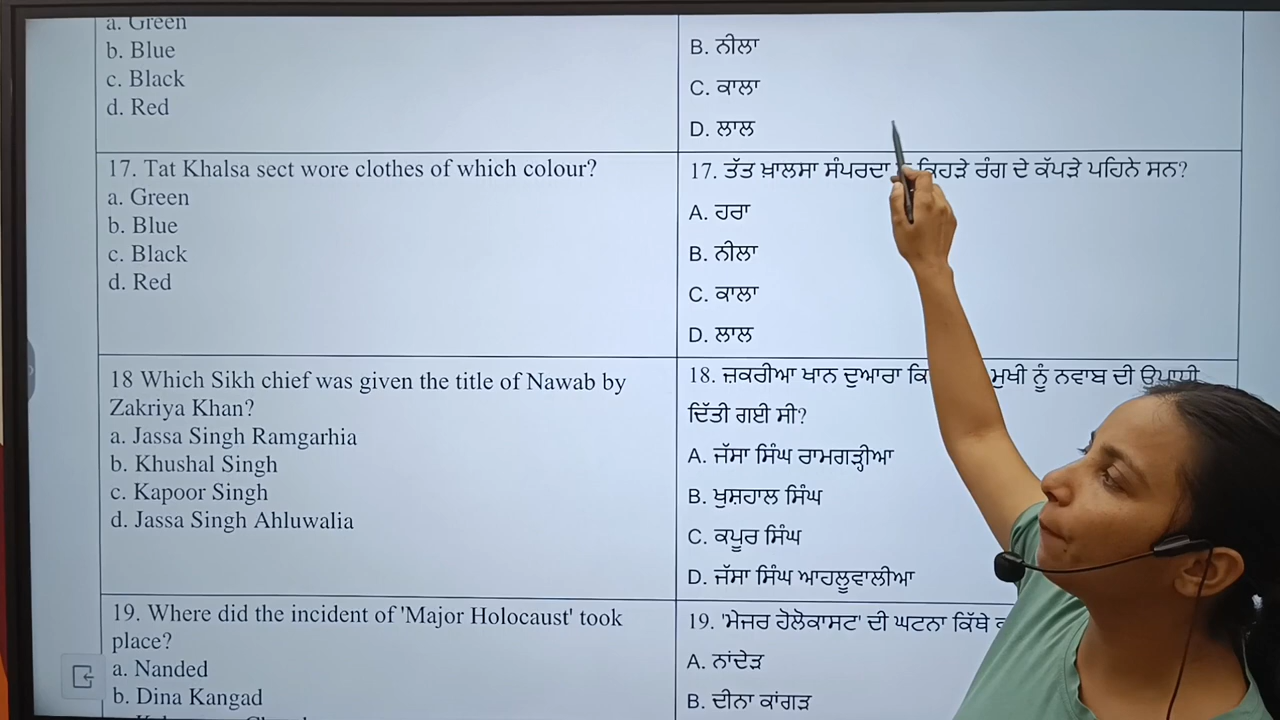 a. Green
b. Blue
c. Black
d. Red
B. ਨੀਲਾ
C. ਕਾਲਾ
D. ਲਾਲ
17. Tat Khalsa sect wore clothes of which colour?
a. Green
b. Blue
c. Black
d. Red
17. ਤੱਤ ਖ਼ਾਲਸਾ ਸੰਪਰਦਾ ਕਿਹੜੇ ਰੰਗ ਦੇ ਕੱਪੜੇ ਪਹਿਨੇ ਸਨ?
A. ਹਰਾ
B. ਨੀਲਾ
C. ਕਾਲਾ
D. ਲਾਲ
18 Which Sikh chief was given the title of Nawab by
Zakriya Khan?
a. Jassa Singh Ramgarhia
b. Khushal Singh
c. Kapoor Singh
d. Jassa Singh Ahluwalia
18. ਜ਼ਕਰੀਆ ਖਾਨ ਦੁਆਰਾ ਮੁਖੀ ਨੂੰ ਨਵਾਬ ਦੀ ਉਪਾਧੀ
ਦਿੱਤੀ ਗਈ ਸੀ?
A. ਜੱਸਾ ਸਿੰਘ ਰਾਮਗੜ੍ਹੀਆ
B. ਖੁਸ਼ਹਾਲ ਸਿੰਘ
C. ਕਪੂਰ ਸਿੰਘ
D. ਜੱਸਾ ਸਿੰਘ ਆਹਲੂਵਾਲੀਆ
19. Where did the incident of 'Major Holocaust' took
place?
a. Nanded
b. Dina Kangad
19. 'ਮੇਜਰ ਹੋਲੋਕਾਸਟ' ਦੀ ਘਟਨਾ ਕਿੱਥੇ
A. ਨਾਂਦੇੜ
B. ਦੀਨਾ ਕਾਂਗੜ